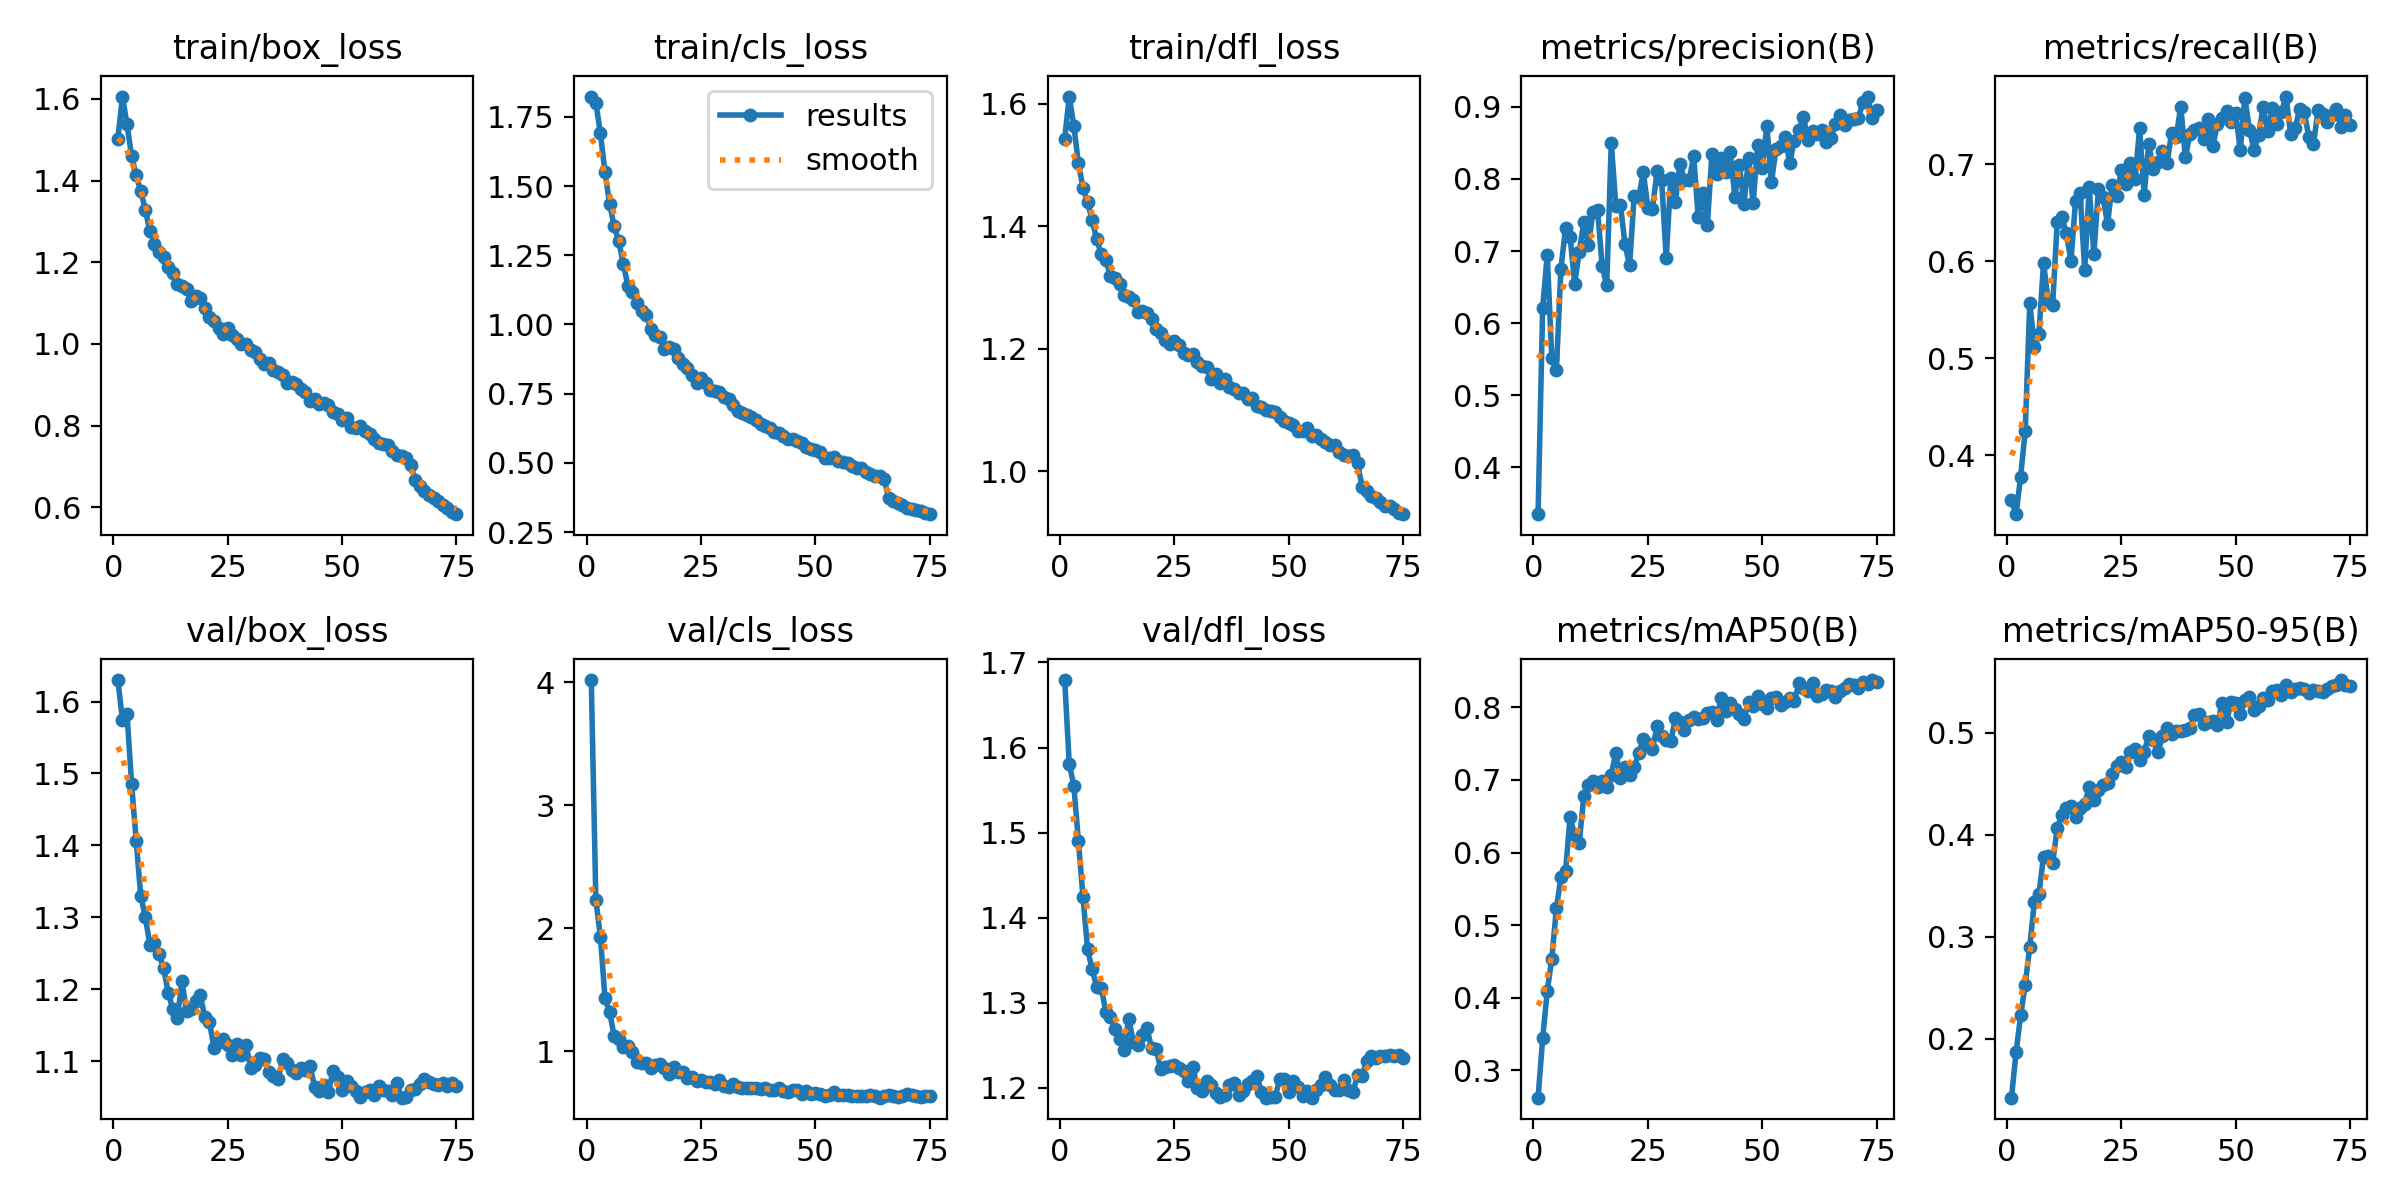 train/box_loss
1.6
1.4
1.2
1.0
0.8
0.6
0 25 50 75
train/cls_loss
results
smooth
1.75
1.50
1.25
1.00
0.75
0.50
0.25
0 25 50 75
train/dfl_loss
1.6
1.4
1.2
1.0
0 25 50 75
metrics/precision(B)
0.9
0.8
0.7
0.6
0.5
0.4
0 25 50 75
metrics/recall(B)
0.7
0.6
0.5
0.4
0 25 50 75
val/box_loss
1.6
1.5
1.4
1.3
1.2
1.1
0 25 50 75
val/cls_loss
4
3
2
1
0 25 50 75
val/dfl_loss
1.7
1.6
1.5
1.4
1.3
1.2
0 25 50 75
metrics/mAP50(B)
0.8
0.7
0.6
0.5
0.4
0.3
0 25 50 75
metrics/mAP50-95(B)
0.5
0.4
0.3
0.2
0 25 50 75